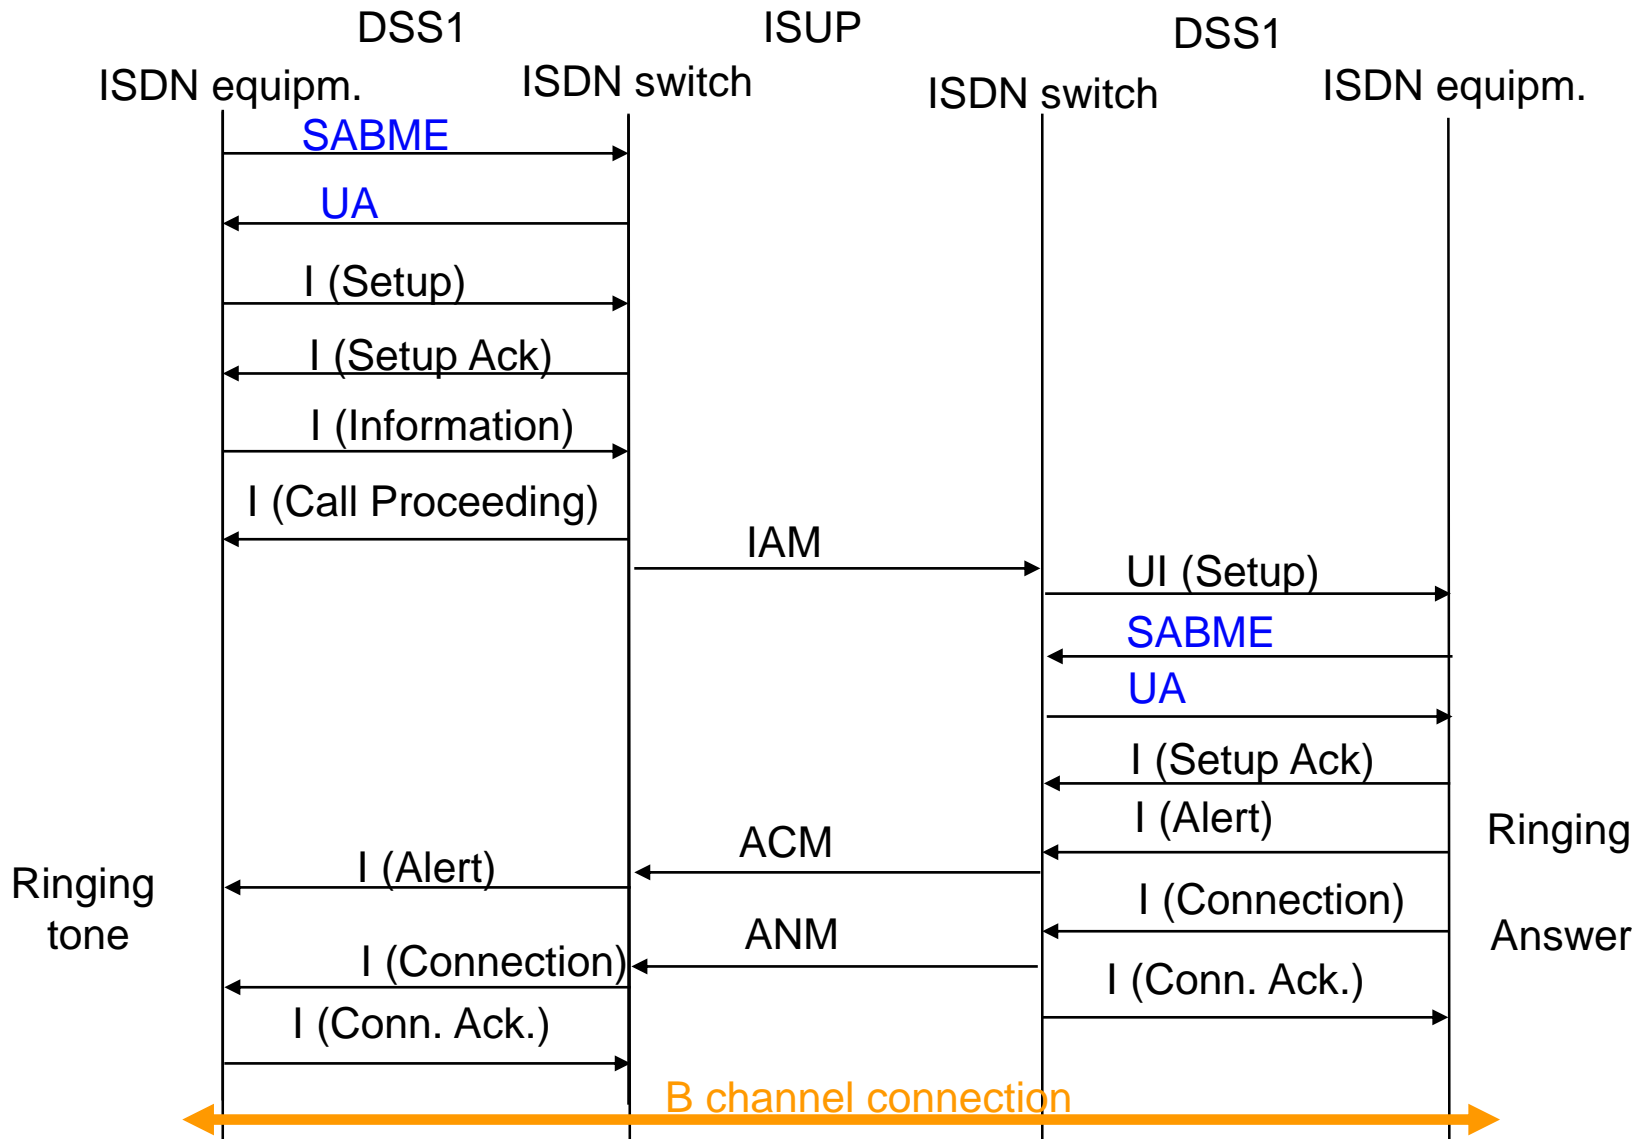 DSS1
ISUP
DSS1
ISDN equipm.
ISDN switch
ISDN switch
ISDN equipm.
SABME
UA
I (Setup)
I (Setup Ack)
I (Information)
I (Call Proceeding)
IAM
UI (Setup)
SABME
UA
I (Setup Ack)
I (Alert)
Ringing
ACM
I (Alert)
Ringing
tone
I (Connection)
Answer
ANM
I (Connection)
I (Conn. Ack.)
I (Conn. Ack.)
B channel connection